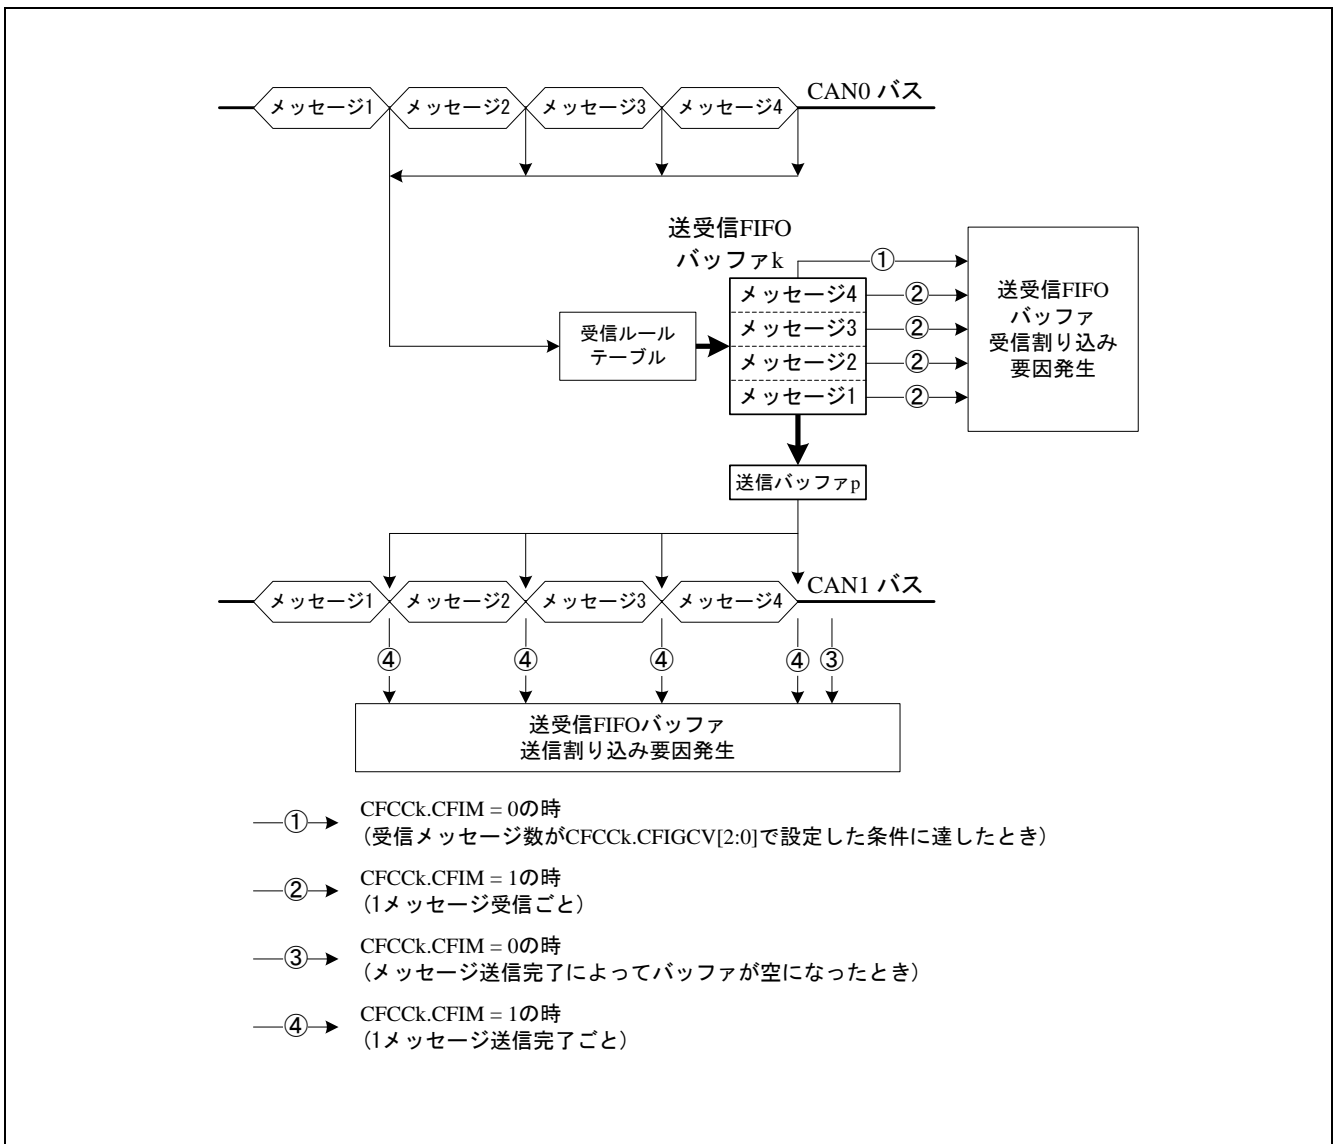 メッセージ1 メッセージ2 メッセージ3 メッセージ4 CAN0 バス
送受信FIFO
バッファk
①
メッセージ4 ②
メッセージ3 ②
メッセージ2 ②
メッセージ1 ②
送受信FIFO
バッファ
受信割り込み
要因発生
受信ルール
テーブル
送信バッファp
メッセージ1 メッセージ2 メッセージ3 メッセージ4 CAN1 バス
④ ④ ④ ④ ③
送受信FIFOバッファ
送信割り込み要因発生
① CFCCk.CFIM = 0の時
(受信メッセージ数がCFCCk.CFIGCV[2:0]で設定した条件に達したとき)
② CFCCk.CFIM = 1の時
(1メッセージ受信ごと)
③ CFCCk.CFIM = 0の時
(メッセージ送信完了によってバッファが空になったとき)
④ CFCCk.CFIM = 1の時
(1メッセージ送信完了ごと)